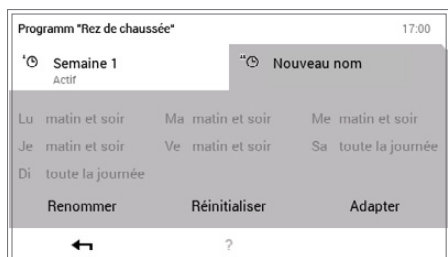 Programm "Rez de chaussée" 17:00
Semaine 1 Nouveau nom
Actif
Lu matin et soir Ma matin et soir Me matin et soir
Je matin et soir Ve matin et soir Sa toute la journée
Di toute la journée
Renommer Réinitialiser Adapter
?